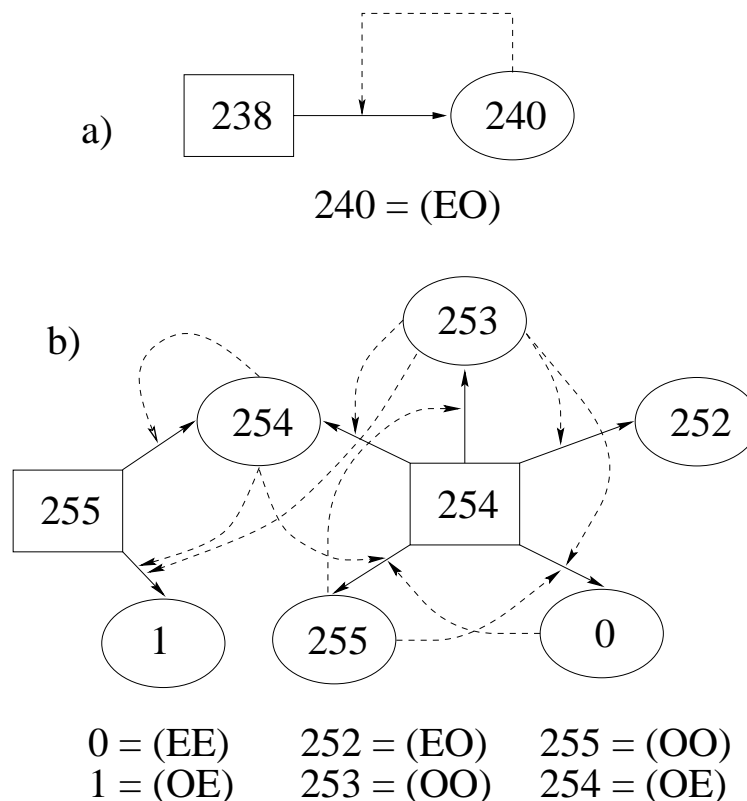 a)
238
240
240 = (EO)
b)
253
254
252
255
254
1
255
0
0 = (EE) 252 = (EO) 255 = (OO)
1 = (OE) 253 = (OO) 254 = (OE)